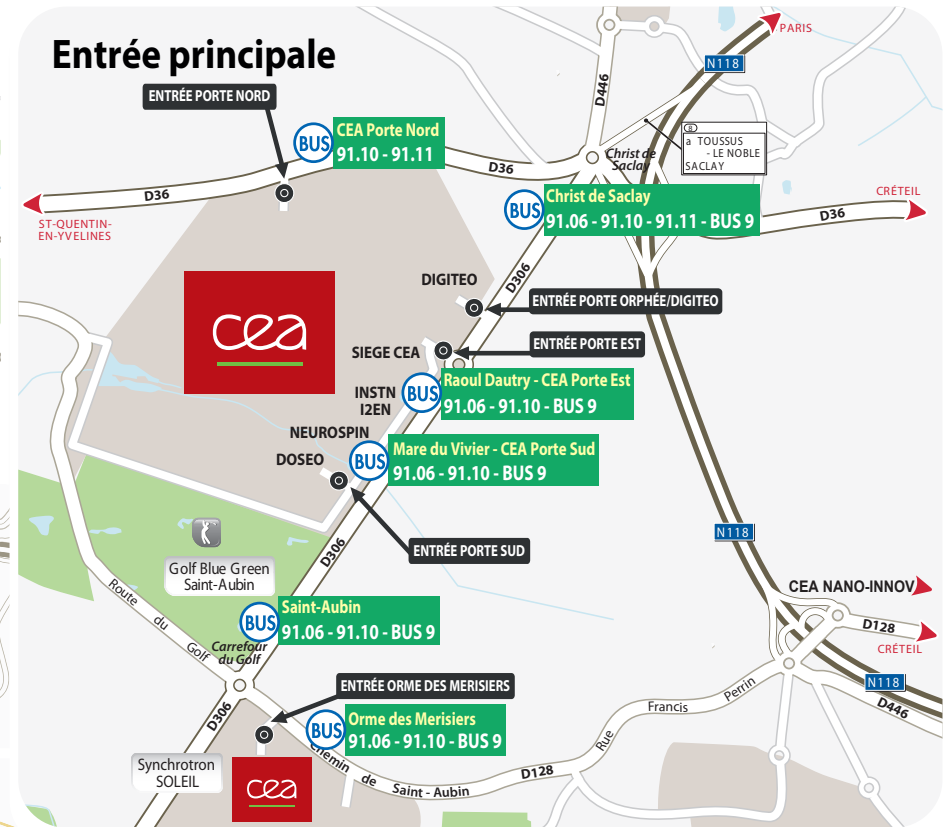 Entrée principale
PARIS
N118
D446
ENTRÉE PORTE NORD
BUS
CEA Porte Nord
91.10 - 91.11
D36
D36
ST-QUENTIN-
EN-YVELINES
Christ de
Saclay
8
a TOUSSUS
- LE NOBLE
SACLAY
BUS
Christ de Saclay
91.06 - 91.10 - 91.11 - BUS 9
CRÉTEIL
D36
D306
DIGITEO
ENTRÉE PORTE ORPHÉE/DIGITEO
cea
SIEGE CEA
ENTRÉE PORTE EST
INSTN
I2EN
BUS
Raoul Dautry - CEA Porte Est
91.06 - 91.10 - BUS 9
NEUROSPIN
DOSEO
BUS
Mare du Vivier - CEA Porte Sud
91.06 - 91.10 - BUS 9
N118
D306
ENTRÉE PORTE SUD
Golf Blue Green
Saint-Aubin
Route du Golf
BUS
Saint-Aubin
91.06 - 91.10 - BUS 9
Carrefour
du Golf
CEA NANO-INNOV
D128
CRÉTEIL
N118
D446
ENTRÉE ORME DES MERISIERS
D306
BUS
Orme des Merisiers
91.06 - 91.10 - BUS 9
Rue Francis Perrin
Synchrotron
SOLEIL
cea
Chemin de Saint - Aubin
D128